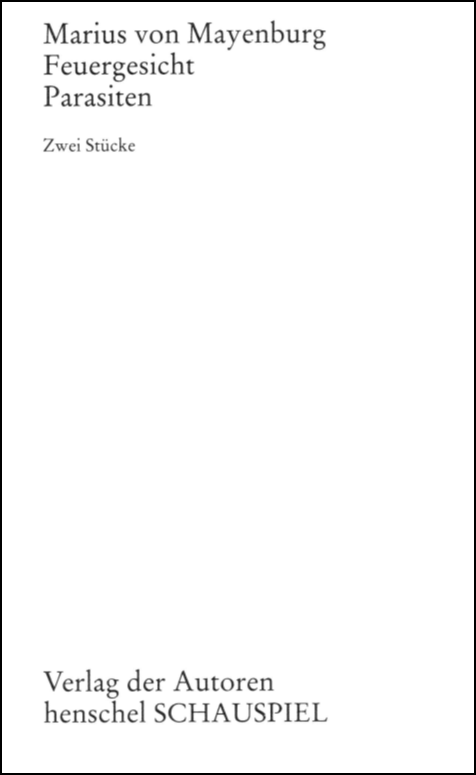 Marius von Mayenburg
Feuergesicht
Parasiten
Zwei Stücke
Verlag der Autoren
henschel SCHAUSPIEL